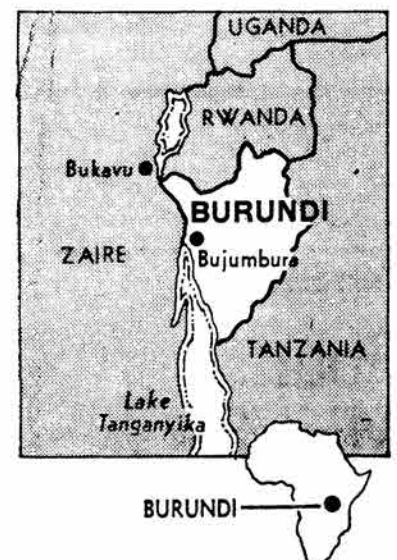 UGANDA
RWANDA
Bukavu
BURUNDI
ZAIRE
Bujumbura
TANZANIA
Lake
Tanganyika
BURUNDI